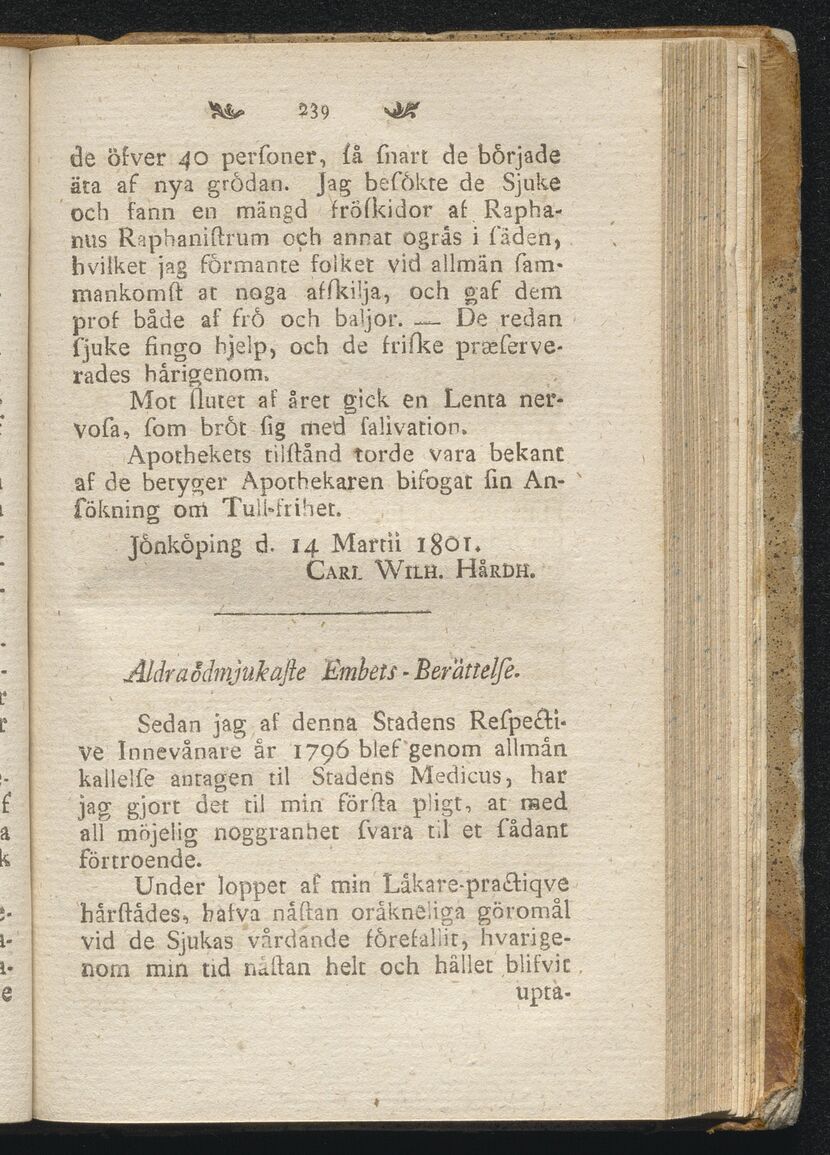 239
de öfver 40 perſoner, ſå ſnart de började
äta af nya grödan. Jag beſökte de Sjuke
och fann en mängd fröſkidor af Rapha-
nus Raphaniſtrum och annat ogräs i ſäden,
hvilket jag förmante folket vid allmän ſam-
mankomſt at noga afſkilja, och gaf dem
prof både af frö och baljor. — De redan
ſjuke fingo hjelp, och de friſke præſerve-
rades härigenom.
Mot ſlutet af året gick en Lenta ner-
voſa, ſom bröt ſig med ſalivation.
Apothekets tilſtånd torde vara bekant
af de betyger Apothekaren bifogat ſin An-
ſökning om Tull-frihet.
Jönköping d. 14 Martii 1801.
CARL WILH. HÅRDH.
Aldraödmjukaſte Embets-Berättelſe.
Sedan jag af denna Stadens Reſpecti-
ve Innevånare år 1796 blef genom allmän
kallelſe antagen til Stadens Medicus, har
jag gjort det til min förſta pligt, at med
all möjelig noggranhet ſvara til et ſådant
förtroende.
Under loppet af min Läkare-practiqve
härſtädes, hafva näſtan oräkneliga göromål
vid de Sjukas vårdande förefallit, hvarige-
nom min tid näſtan helt och hållet blifvit
upta-